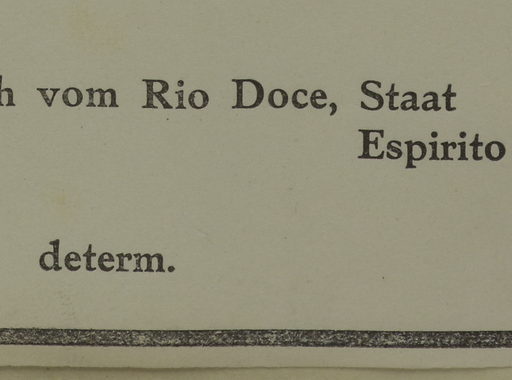 h vom Rio Doce, Staat
Espirito
determ.